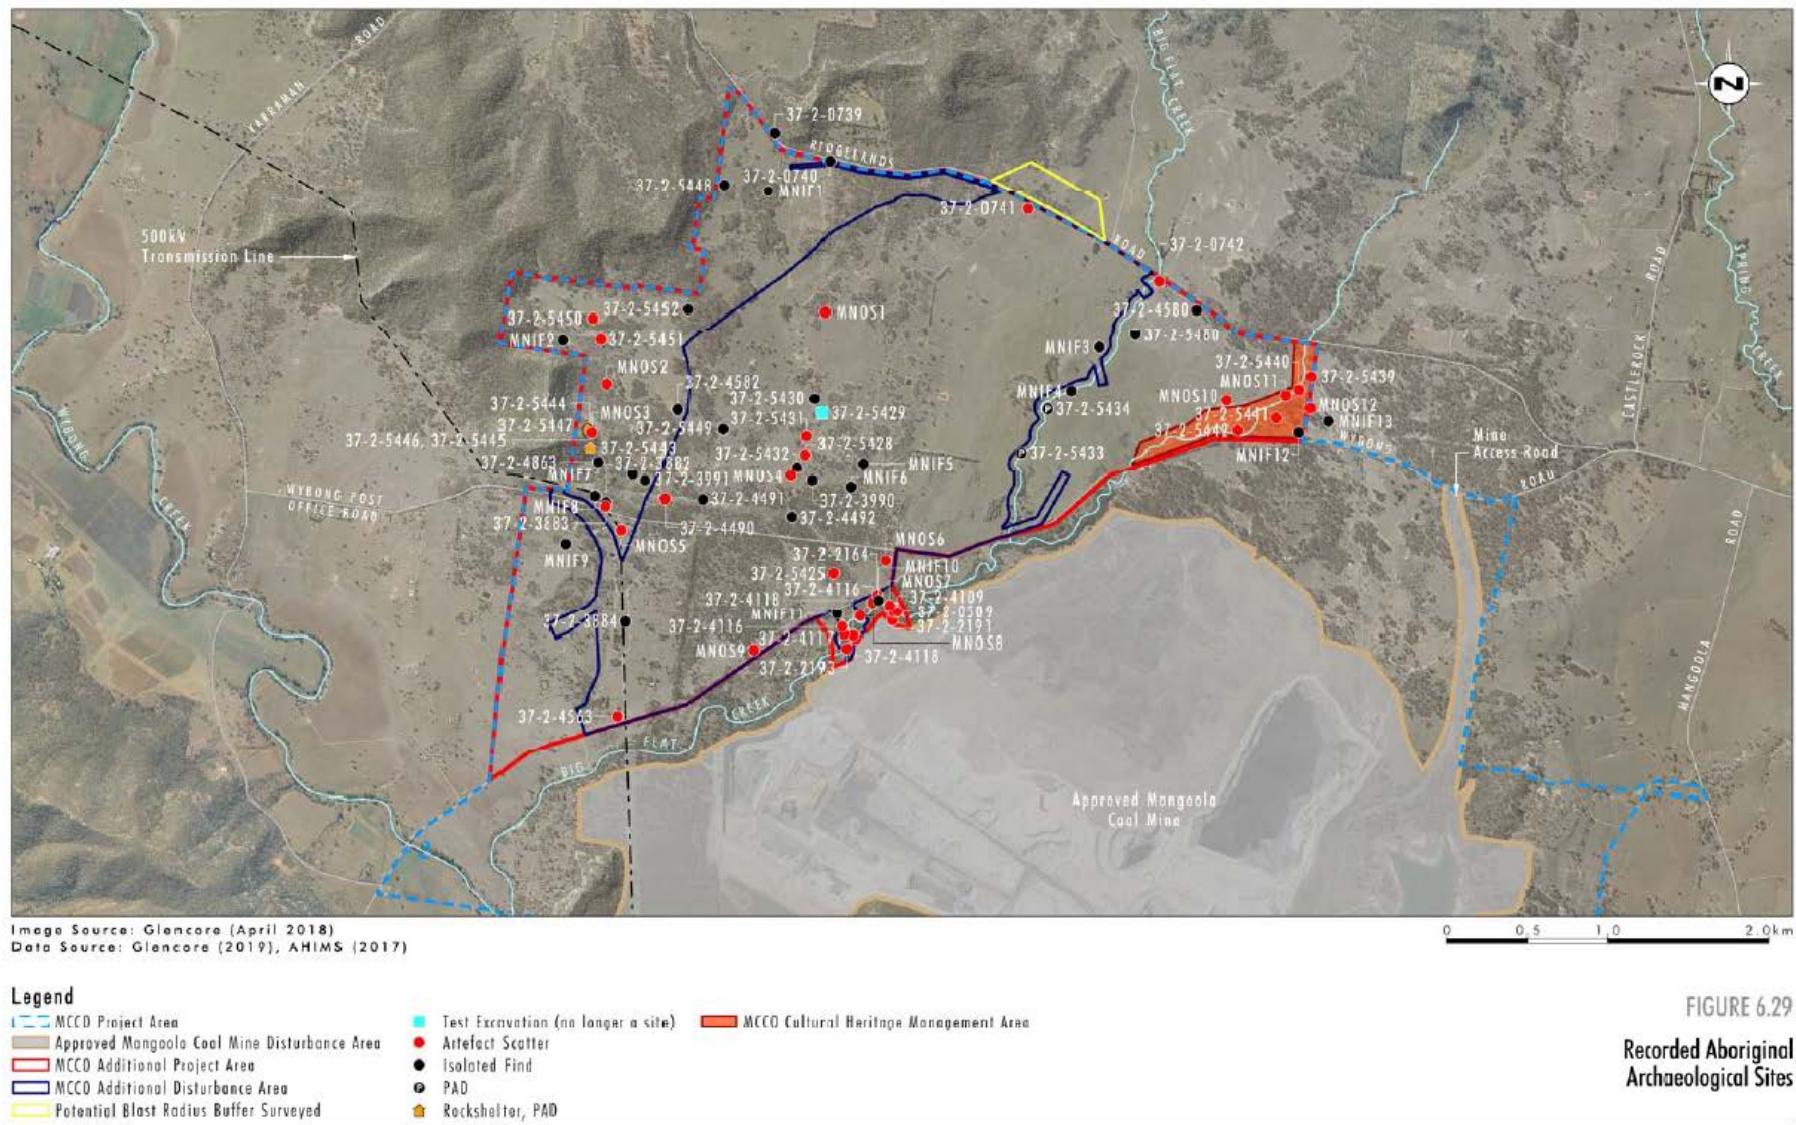 YARRAMAN ROAD
BIG FLAT CREEK
N
37-2-0739
RIDGELANDS
37-2-0740
37-2-5448
MNIF1
37-2-0741
ROAD
37-2-0742
500kV
Transmission Line
CASTLEROCK ROAD
SPRING CREEK
37-2-5452
37-2-5450
MNOS1
37-2-4580
MNIF2
37-2-5451
37-2-5480
MNIF3
37-2-5440
MNOS2
37-2-4582
MNOS11
37-2-5439
37-2-5444
37-2-5430
MNIF4
MNOS10
MNOS3
37-2-5429
37-2-5434
MNOS12
37-2-5447
37-2-5449
37-2-5431
37-2-5441
MNIF13
37-2-5446, 37-2-5445
37-2-5428
37-2-5442
WYBONG
Mine
Access Road
37-2-5443
37-2-5432
37-2-5433
MNIF12
37-2-4863
37-2-3882
MNIF5
MNIF7
37-2-3991
MNOS4
MNIF6
ROAD
WYBONG POST
OFFICE ROAD
37-2-4491
37-2-3990
MNIF8
37-2-4492
37-2-3883
37-2-4490
WYBONG
CREEK
MNOS5
MNOS6
MNIF9
37-2-2164
MNIF10
37-2-5425
MNOS7
37-2-4116
37-2-4118
37-2-4109
37-2-3884
MNIF11
37-2-0509
37-2-4116
37-2-2191
37-2-4117
MNOS8
MNOS9
37-2-4118
37-2-2193
MANGOOLA
ROAD
37-2-4563
BIG FLAT CREEK
Approved Mangoola
Coal Mine
Image Source: Glencore (April 2018)
Data Source: Glencore (2019), AHIMS (2017)
0 0.5 1.0 2.0km
Legend
MCCO Project Area
Approved Mangoola Coal Mine Disturbance Area
MCCO Additional Project Area
MCCO Additional Disturbance Area
Potential Blast Radius Buffer Surveyed
Test Excavation (no longer a site)
Artefact Scatter
Isolated Find
PAD
Rockshelter, PAD
MCCO Cultural Heritage Management Area
FIGURE 6.29
Recorded Aboriginal
Archaeological Sites